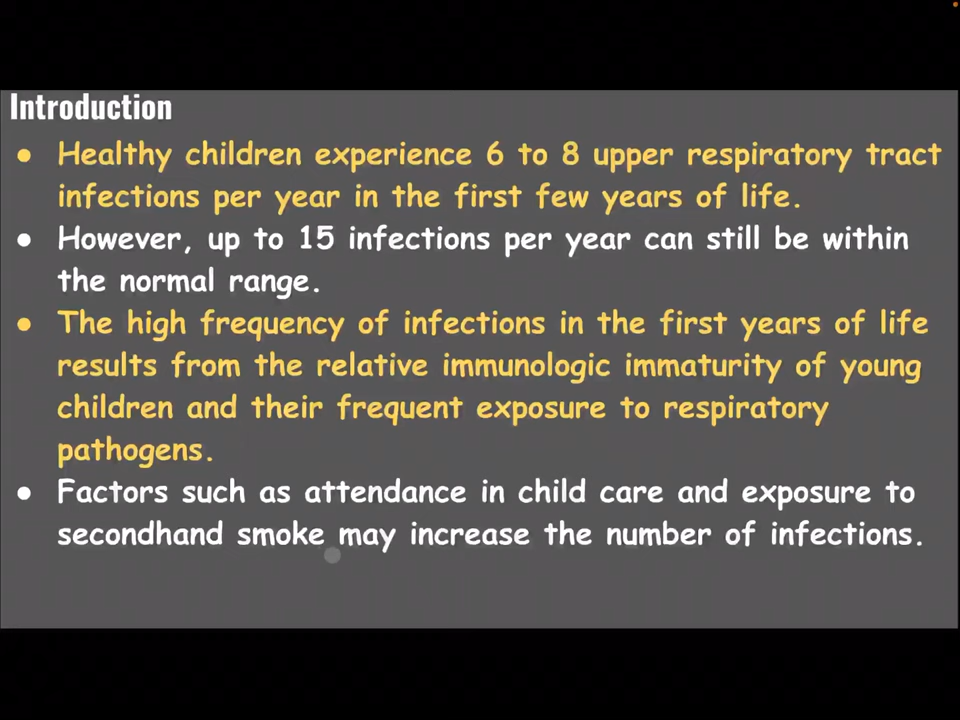 Introduction
● Healthy children experience 6 to 8 upper respiratory tract
infections per year in the first few years of life.
● However, up to 15 infections per year can still be within
the normal range.
● The high frequency of infections in the first years of life
results from the relative immunologic immaturity of young
children and their frequent exposure to respiratory
pathogens.
● Factors such as attendance in child care and exposure to
secondhand smoke may increase the number of infections.